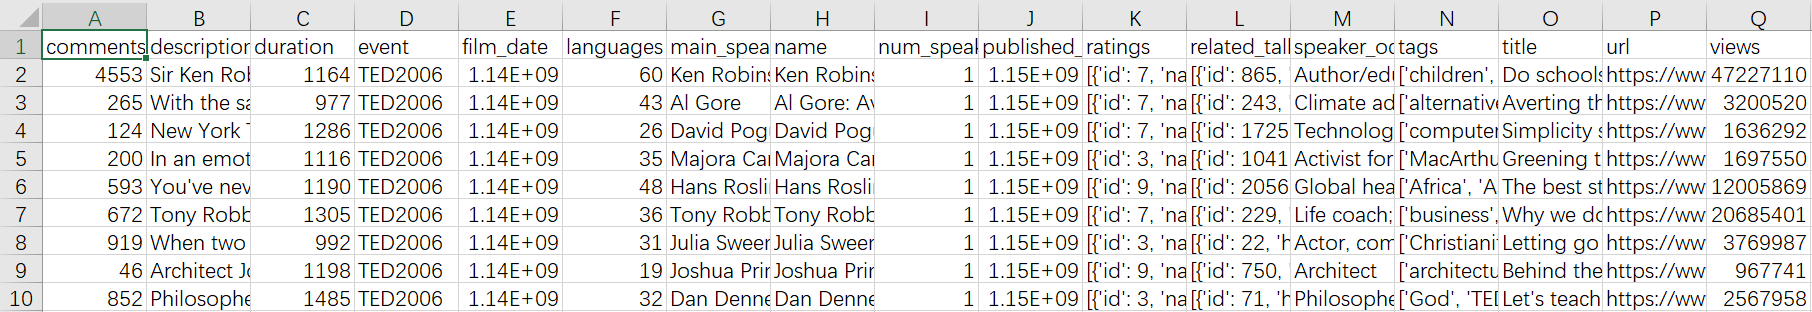 A B C D E F G H I J K L M N O P Q
1 comments description duration event film_date languages main_spea name num_speal published_ ratings related_tall speaker_oc tags title url views
2 4553 Sir Ken Rol 1164 TED2006 1.14E+09 60 Ken Robins Ken Robins 1 1.15E+09 [{'id': 7, 'na [{'id': 865, ' Author/edu ['children', Do schools https://ww 47227110
3 265 With the sa 977 TED2006 1.14E+09 43 Al Gore Al Gore: Av 1 1.15E+09 [{'id': 7, 'na [{'id': 243, ' Climate ad ['alternative Averting th https://ww 3200520
4 124 New York T 1286 TED2006 1.14E+09 26 David Pog David Pog 1 1.15E+09 [{'id': 7, 'na [{'id': 1725 Technolog ['computer Simplicity s https://ww 1636292
5 200 In an emot 1116 TED2006 1.14E+09 35 Majora Car Majora Car 1 1.15E+09 [{'id': 3, 'na [{'id': 1041 Activist for ['MacArthu Greening t https://ww 1697550
6 593 You've nev 1190 TED2006 1.14E+09 48 Hans Rosli Hans Rosli 1 1.15E+09 [{'id': 9, 'na [{'id': 2056 Global hea ['Africa', 'A The best st https://ww 12005869
7 672 Tony Robb 1305 TED2006 1.14E+09 36 Tony Robb Tony Robb 1 1.15E+09 [{'id': 7, 'na [{'id': 229, ' Life coach; ['business', Why we do https://ww 20685401
8 919 When two 992 TED2006 1.14E+09 31 Julia Sweer Julia Sweer 1 1.15E+09 [{'id': 3, 'na [{'id': 22, 'h Actor, com ['Christiani Letting go https://ww 3769987
9 46 Architect Jo 1198 TED2006 1.14E+09 19 Joshua Prin Joshua Prin 1 1.15E+09 [{'id': 9, 'na [{'id': 750, ' Architect ['architectu Behind the https://ww 967741
10 852 Philosophe 1485 TED2006 1.14E+09 32 Dan Denne Dan Denne 1 1.15E+09 [{'id': 3, 'na [{'id': 71, 'h Philosophe ['God', 'TEI Let's teach https://ww 2567958